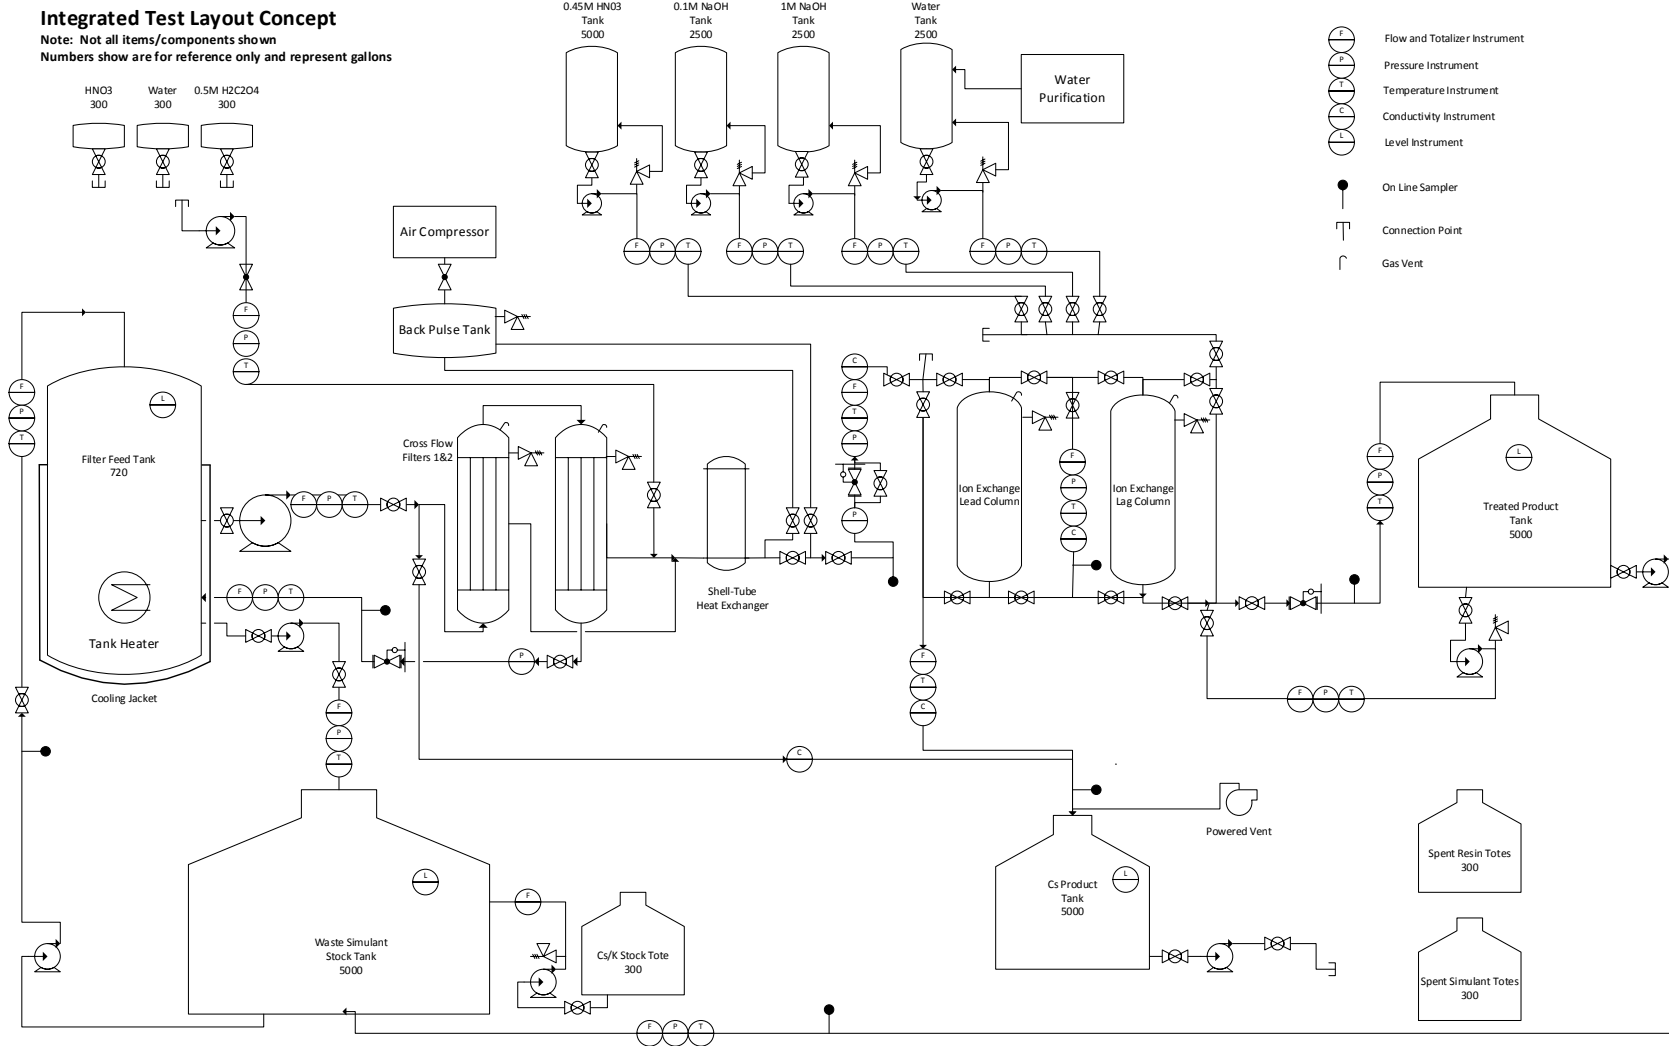 Integrated Test Layout Concept
Note: Not all items/components shown
Numbers show are for reference only and represent gallons
HNO3
300
Water
300
0.5M H2C2O4
300
0.45M HN03
Tank
5000
0.1M NaOH
Tank
2500
1M NaOH
Tank
2500
Water
Tank
2500
Water
Purification
F
Flow and Totalizer Instrument
P
Pressure Instrument
T
Temperature Instrument
C
Conductivity Instrument
L
Level Instrument
On Line Sampler
Connection Point
Gas Vent
Air Compressor
Back Pulse Tank
F P T
F P T
F P T
F P T
F
P
T
F
P
T
L
Filter Feed Tank
720
Tank Heater
Cooling Jacket
F P T
F P T
Cross Flow
Filters 1&2
Shell-Tube
Heat Exchanger
P
C
F
T
P
P
Ion Exchange
Lead Column
F
P
T
C
Ion Exchange
Lag Column
F
P
T
L
Treated Product
Tank
5000
F P T
F
T
C
F
P
T
C
Powered Vent
L
Waste Simulant
Stock Tank
5000
F
Cs/K Stock Tote
300
L
Cs Product
Tank
5000
Spent Resin Totes
300
Spent Simulant Totes
300
F P T